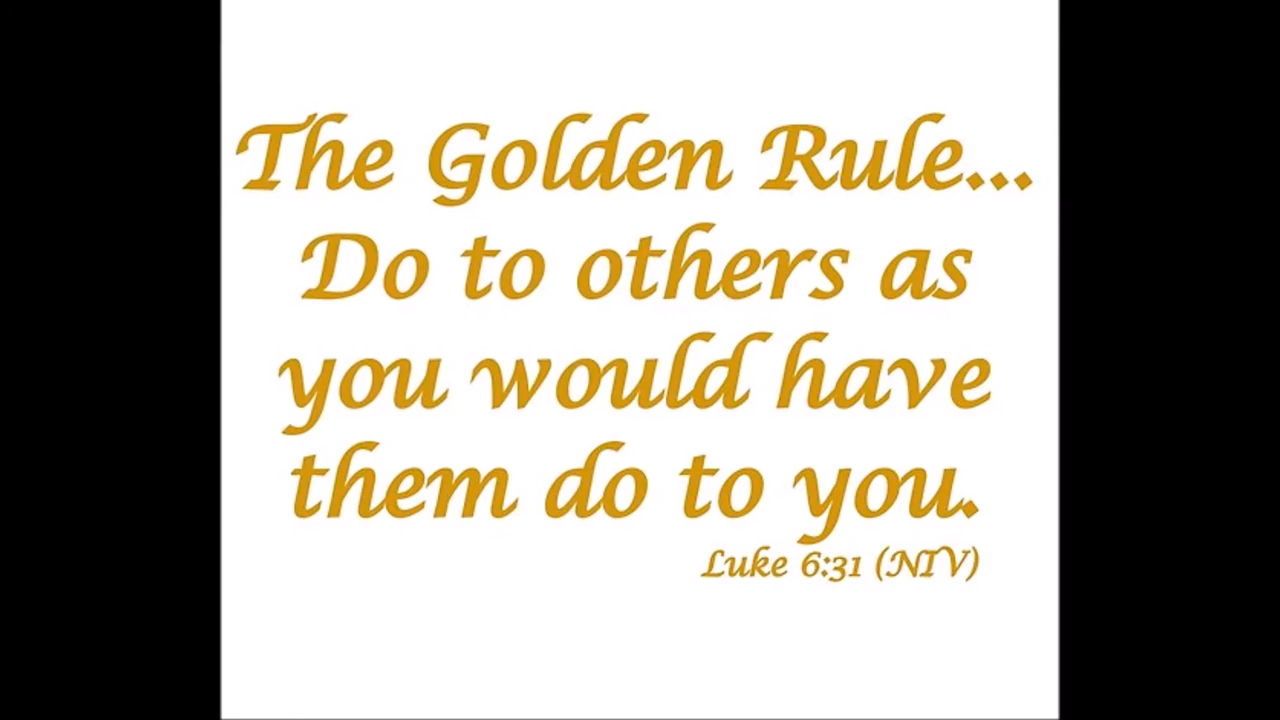 The Golden Rule...
Do to others as
you would have
them do to you.
Luke 6:31 (NIV)